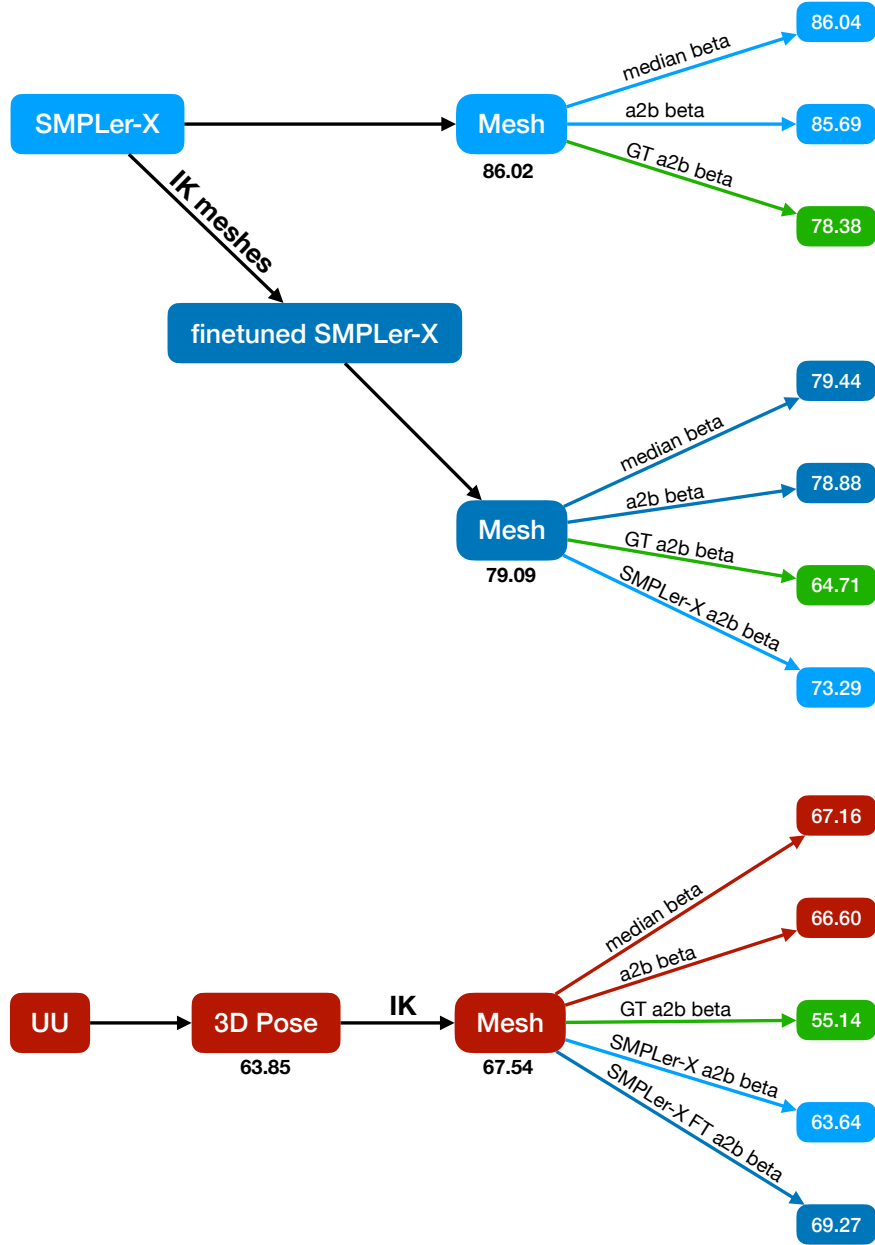 86.04
median beta
SMPLer-X
Mesh
a2b beta
85.69
86.02
GT a2b beta
78.38
IK meshes
finetuned SMPLer-X
79.44
median beta
78.88
a2b beta
Mesh
79.09
GT a2b beta
64.71
SMPLer-X a2b beta
73.29
67.16
median beta
66.60
a2b beta
UU
3D Pose
63.85
IK
Mesh
67.54
GT a2b beta
55.14
SMPLer-X a2b beta
63.64
SMPLer-X FT a2b beta
69.27